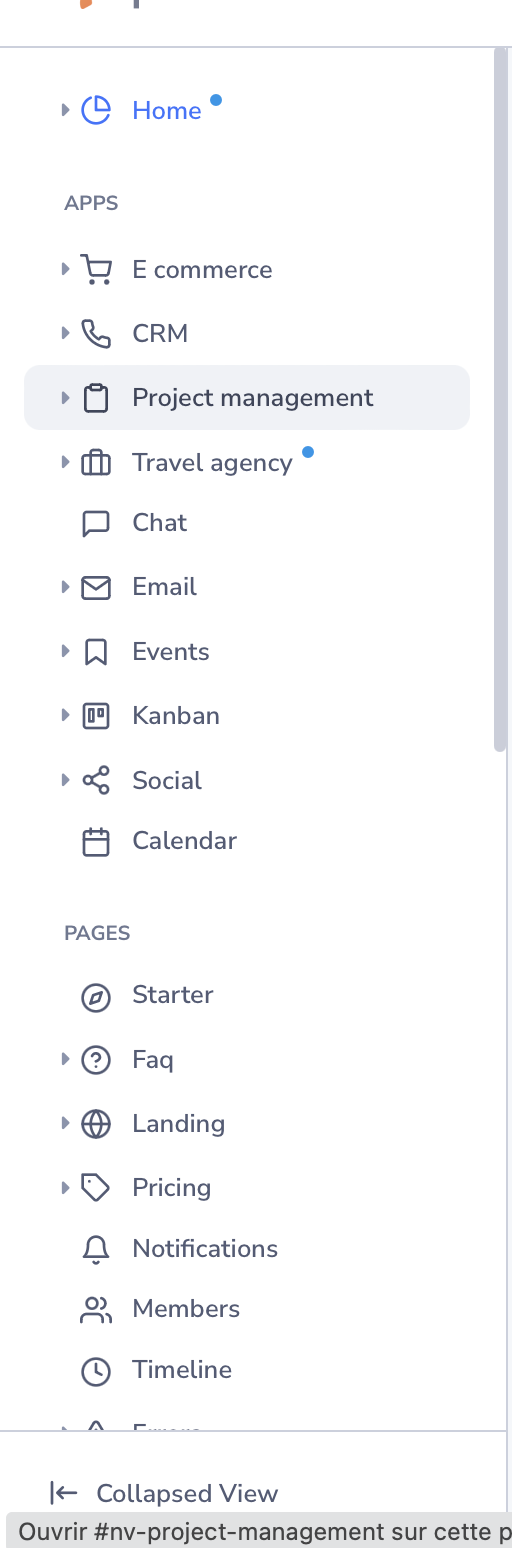 Home
APPS
E commerce
CRM
Project management
Travel agency
Chat
Email
Events
Kanban
Social
Calendar
PAGES
Starter
Faq
Landing
Pricing
Notifications
Members
Timeline
Errors
Collapsed View
Ouvrir #nv-project-management sur cette p